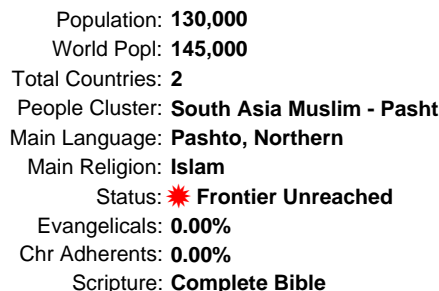 Population: 130,000
World Popl: 145,000
Total Countries: 2
People Cluster: South Asia Muslim - Pasht
Main Language: Pashto, Northern
Main Religion: Islam
Status: Frontier Unreached
Evangelicals: 0.00%
Chr Adherents: 0.00%
Scripture: Complete Bible